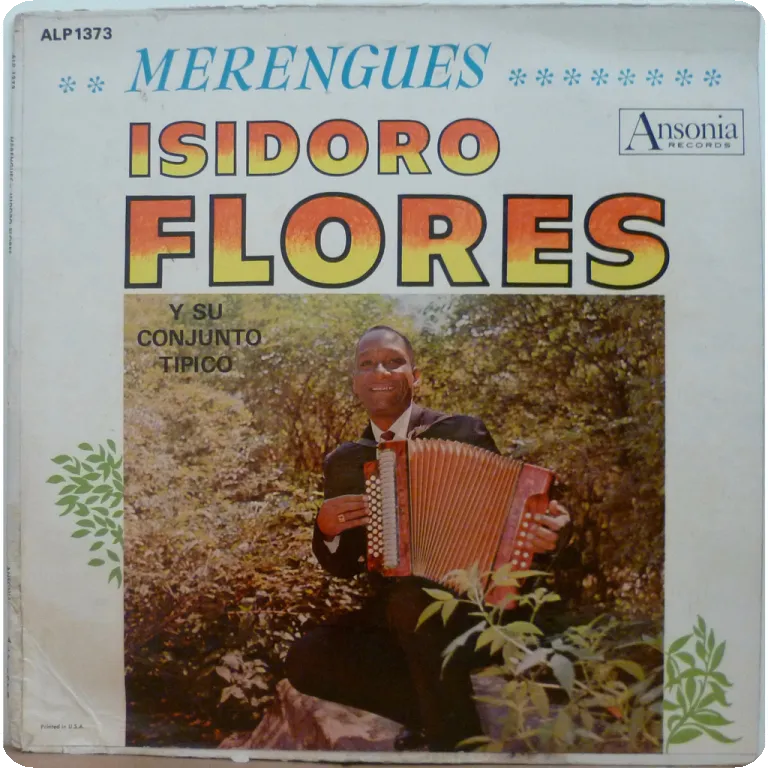 ALP1373
** MERENGUES ********
ISIDORO
Ansonia
RECORDS
FLORES
Y SU
CONJUNTO
TIPICO
Printed in U.S.A.